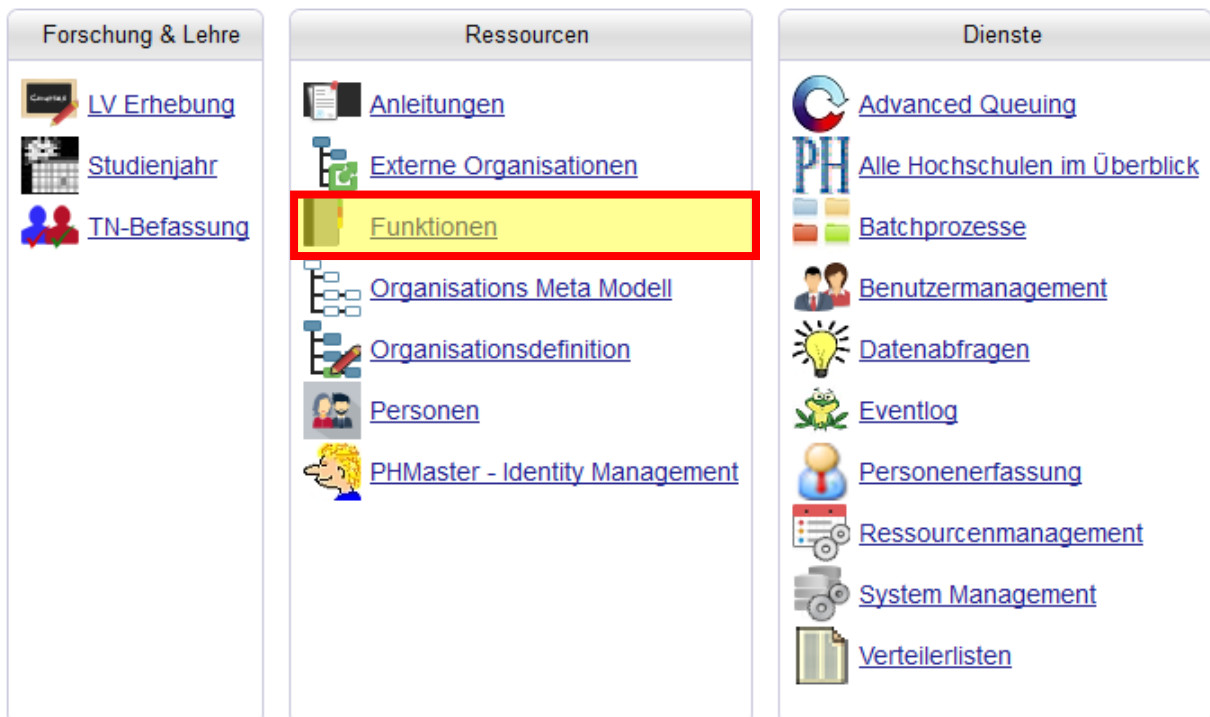 Forschung & Lehre
LV Erhebung
Studienjahr
TN-Befassung
Ressourcen
Anleitungen
Externe Organisationen
Funktionen
Organisations Meta Modell
Organisationsdefinition
Personen
PHMaster - Identity Management
Dienste
Advanced Queuing
PH
Alle Hochschulen im Überblick
Batchprozesse
Benutzermanagement
Datenabfragen
Eventlog
Personenerfassung
Ressourcenmanagement
System Management
Verteilerlisten